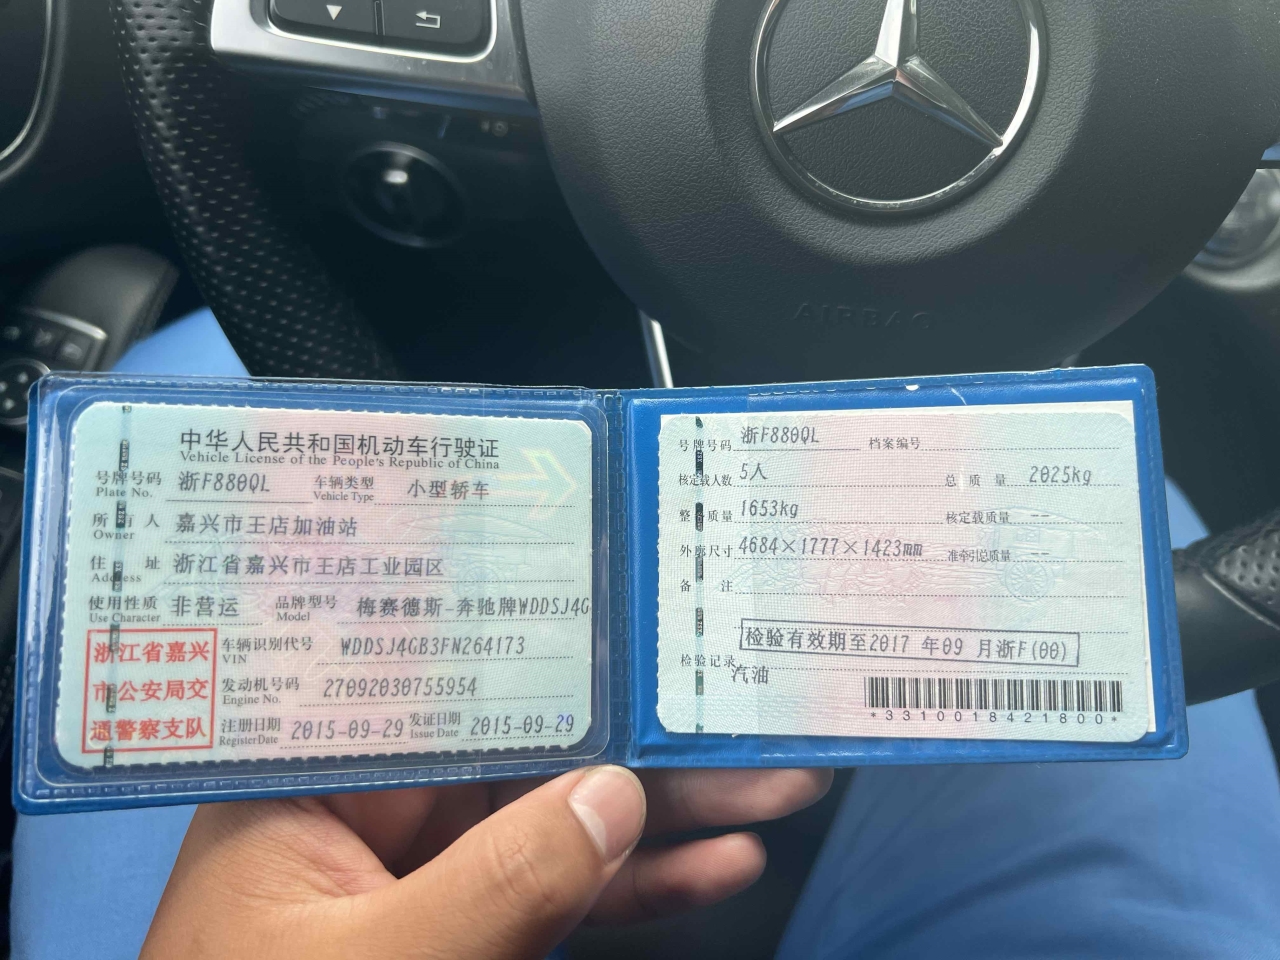 AIRBAG
中华人民共和国机动车行驶证
Vehicle License of the People's Republic of China
号牌号码 浙F880QL 车辆类型 小型轿车
Plate No. Vehicle Type
所有人 嘉兴市王店加油站
Owner
住址 浙江省嘉兴市王店工业园区
Address
使用性质 非营运 品牌型号 梅赛德斯-奔驰牌WDDSJ4G
Use Character Model
浙江省嘉兴
市公安局交
通警察支队
车辆识别代号 WDDSJ4GB3FN264173
VIN
发动机号码 27092030755954
Engine No.
注册日期 2015-09-29 发证日期 2015-09-29
Register Date Issue Date
号牌号码 浙F880QL 档案编号
核定载人数 5人 总质量 2025kg
整备质量 1653kg 核定载质量 --
外廓尺寸 4684×1777×1423mm 准牵引总质量 --
备注
检验有效期至2017 年09 月浙F(00)
检验记录
汽油
*3310018421800*